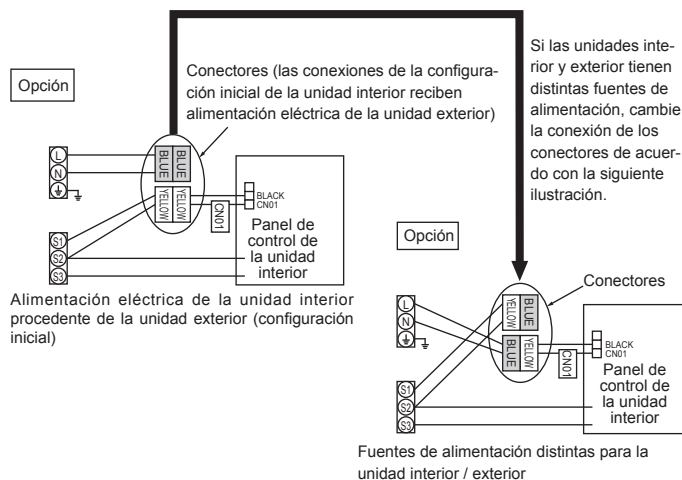 Opción
Conectores (las conexiones de la configura-
ción inicial de la unidad interior reciben
alimentación eléctrica de la unidad exterior)
L
N
BLUE
BLUE
YELLOW
YELLOW
CN01
BLACK
CN01
S1
S2
S3
Panel de
control de
la unidad
interior
Alimentación eléctrica de la unidad interior
procedente de la unidad exterior (configuración
inicial)
Si las unidades inte-
rior y exterior tienen
distintas fuentes de
alimentación, cambie
la conexión de los
conectores de acuer-
do con la siguiente
ilustración.
Opción
Conectores
L
N
YELLOW
BLUE
BLUE
YELLOW
CN01
BLACK
CN01
S1
S2
S3
Panel de
control de
la unidad
interior
Fuentes de alimentación distintas para la
unidad interior / exterior